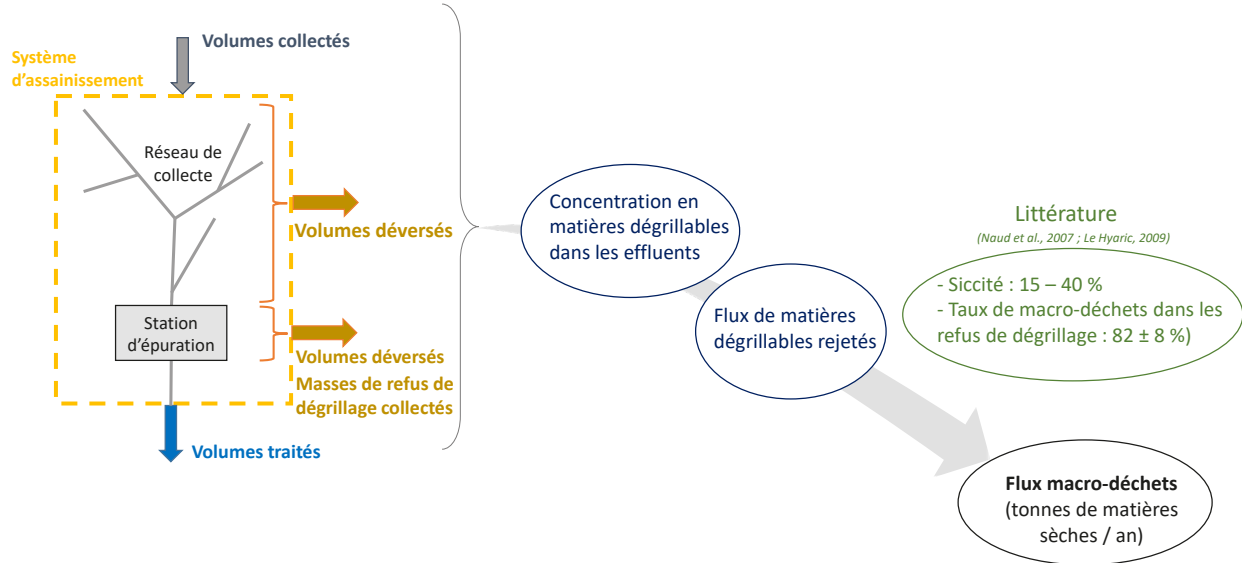 Volumes collectés
Système
d'assainissement
Réseau de
collecte
Volumes déversés
Station
d'épuration
Volumes déversés
Masses de refus de
dégrillage collectés
Volumes traités
Concentration en
matières dégrillables
dans les effluents
Flux de matières
dégrillables rejetés
Littérature
(Naud et al., 2007 ; Le Hyaric, 2009)
- Siccité : 15 – 40 %
- Taux de macro-déchets dans les
refus de dégrillage : 82 ± 8 %)
Flux macro-déchets
(tonnes de matières
sèches / an)